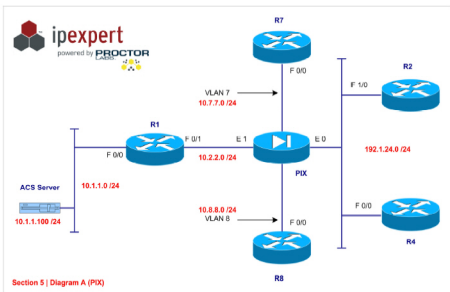 ipexpert
powered by PROCTOR
LABS
R7
F 0/0
VLAN 7
10.7.7.0 /24
R2
F 1/0
R1
F 0/1
E 1
E 0
F 0/0
10.2.2.0 /24
PIX
192.1.24.0 /24
10.1.1.0 /24
ACS Server
10.1.1.100 /24
10.8.8.0 /24
VLAN 8
F 0/0
F 0/0
R4
R8
Section 5 | Diagram A (PIX)